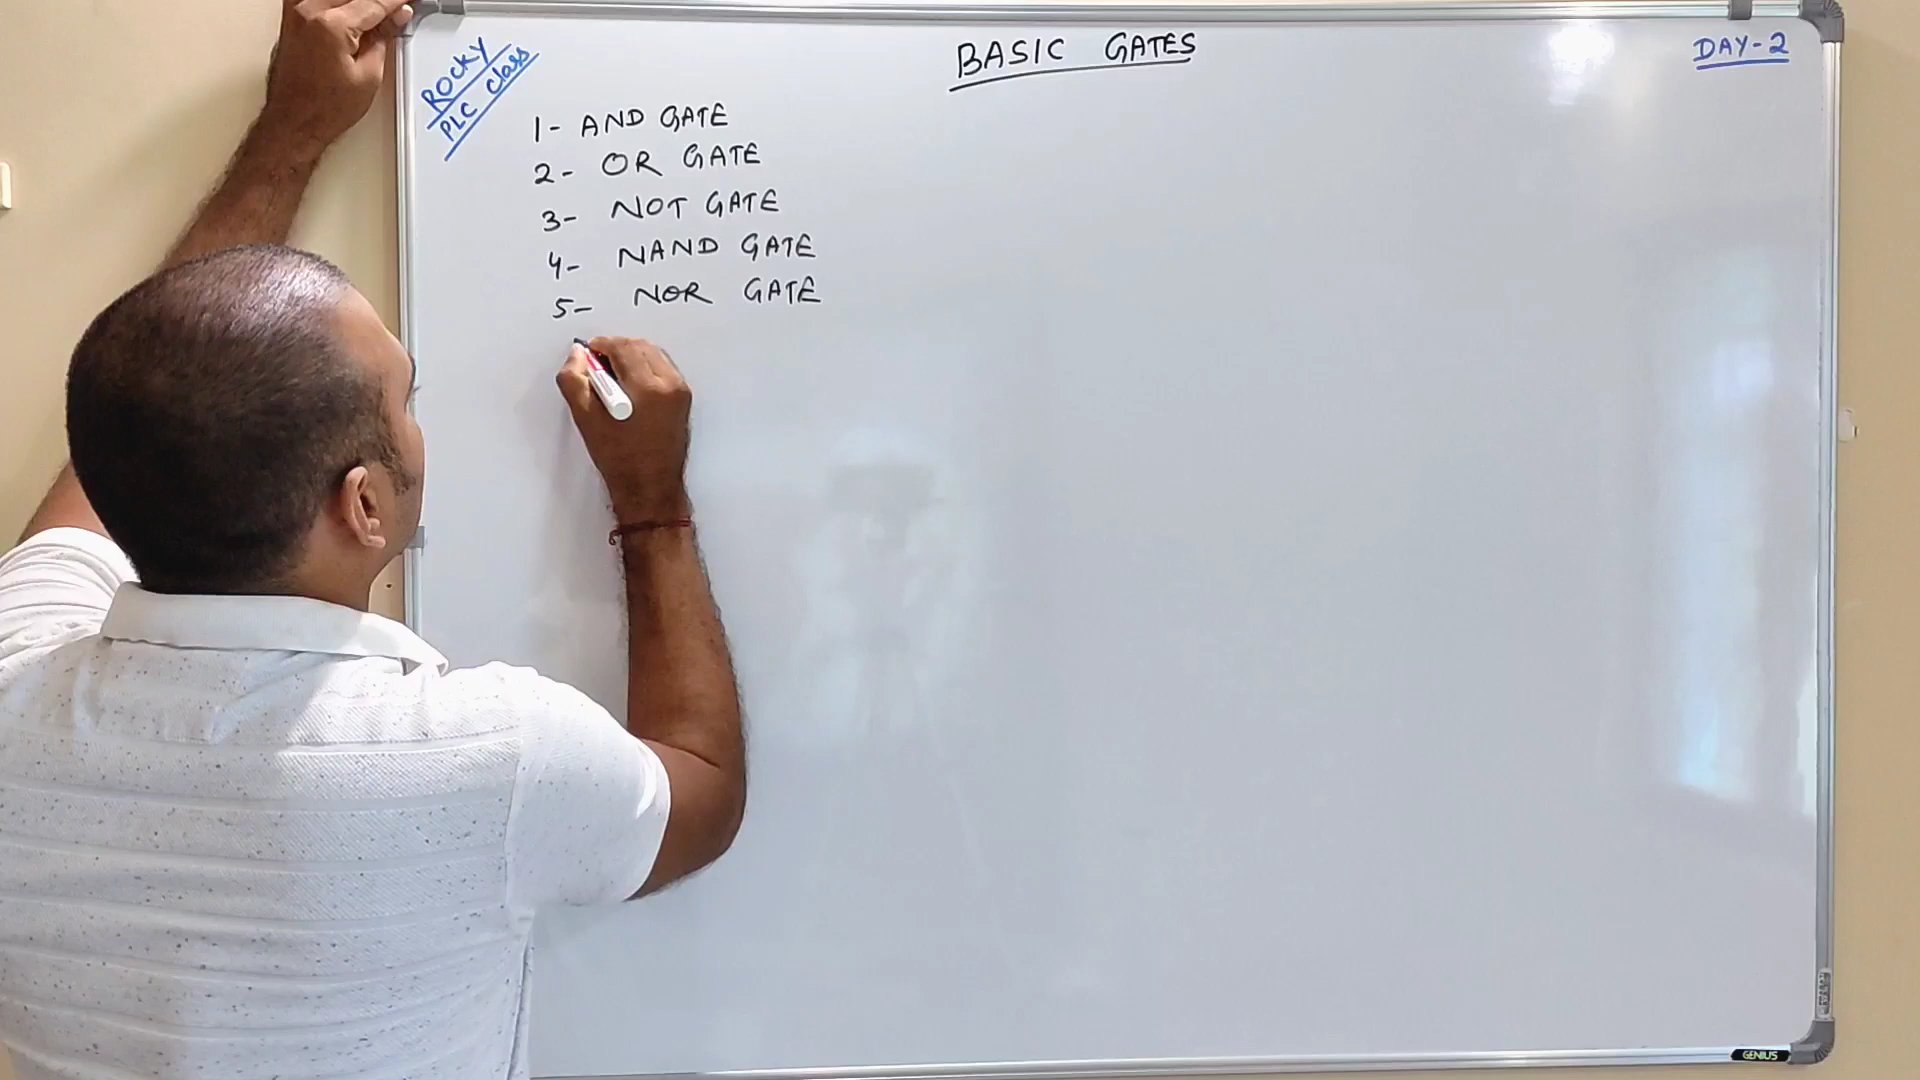 ROCKY
PLC Class
BASIC GATES
DAY-2
1- AND GATE
2- OR GATE
3- NOT GATE
4- NAND GATE
5- NOR GATE
GENIUS